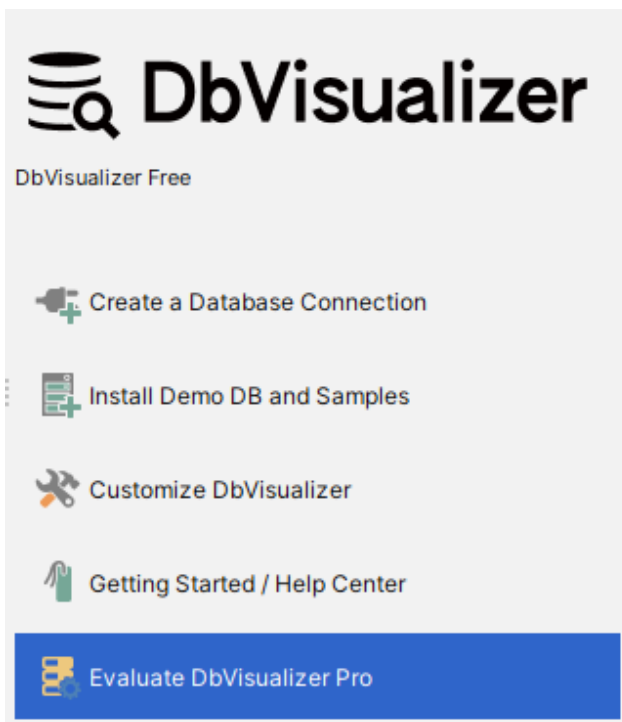 DbVisualizer
DbVisualizer Free
Create a Database Connection
Install Demo DB and Samples
Customize DbVisualizer
Getting Started / Help Center
Evaluate DbVisualizer Pro